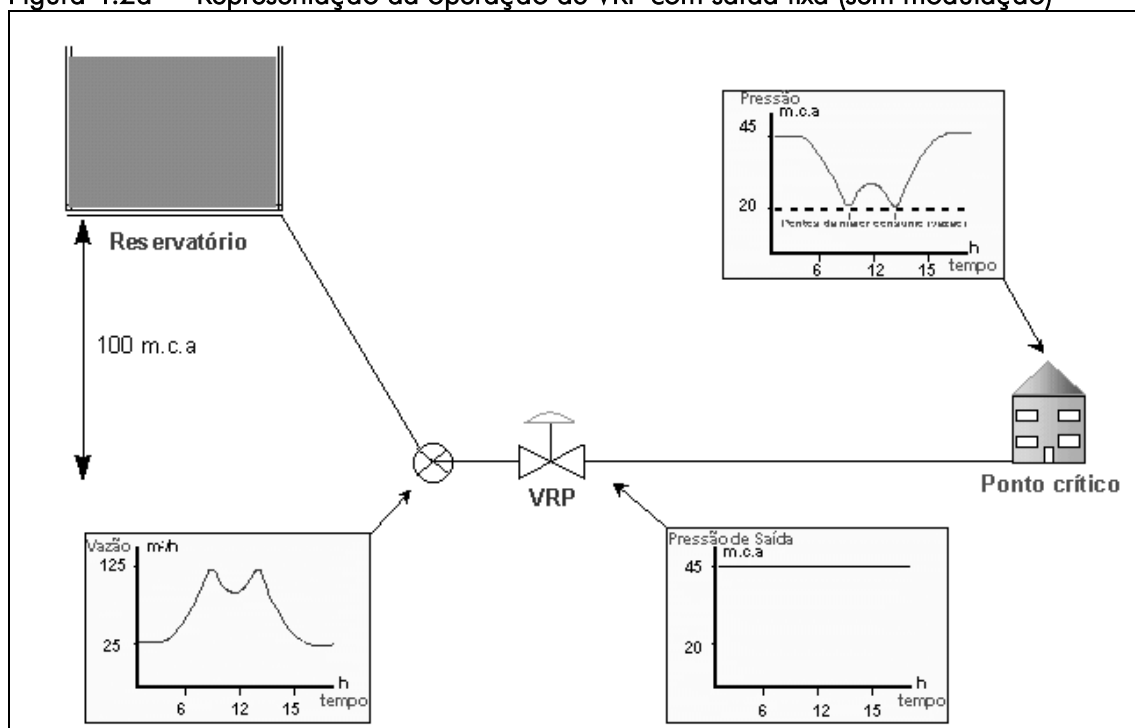 Figura 4.2a – Representação da operação de VRP com saída fixa (sem modulação)
Pressão
m.c.a
45
20
h
6 12 15 tempo
Reservatório
100 m.c.a
VRP
Ponto crítico
Vazão m³/h
125
25
h
6 12 15 tempo
Pressão de Saída
m.c.a
45
20
h
6 12 15 tempo